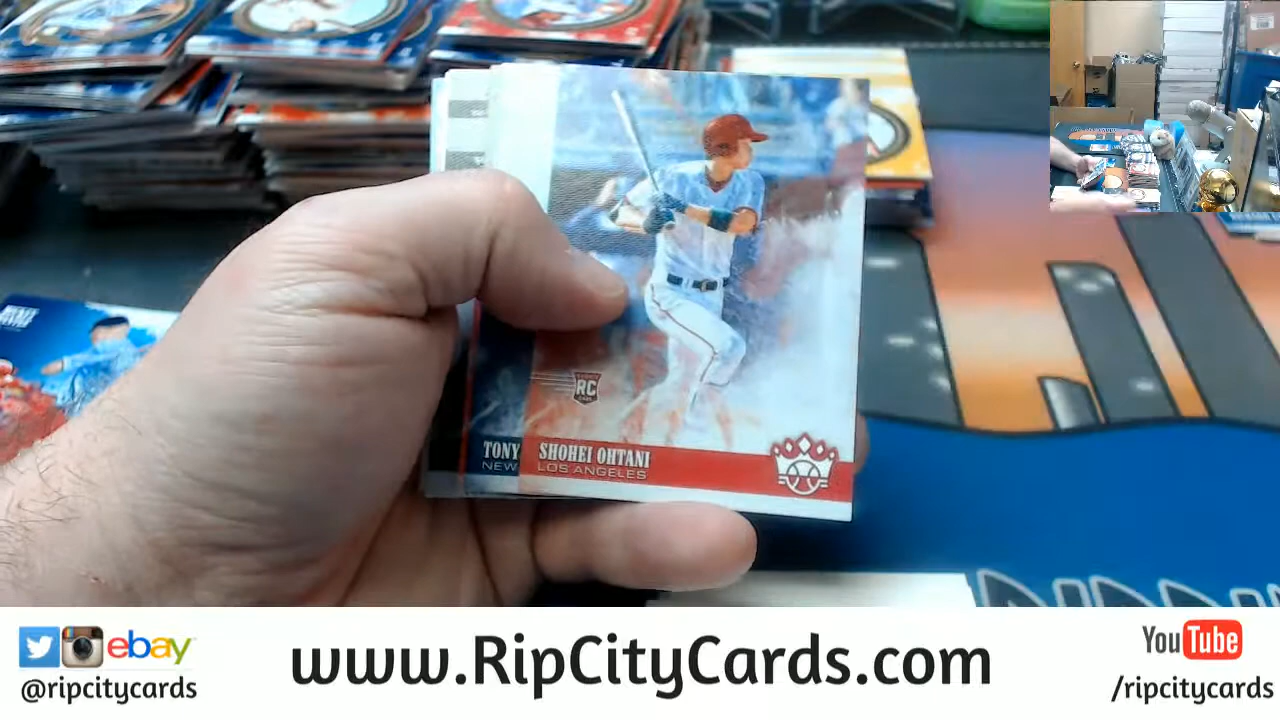 RC
TONY
NEW
SHOHEI OHTANI
LOS ANGELES
ebay
@ripcitycards
www.RipCityCards.com
YouTube
/ripcitycards